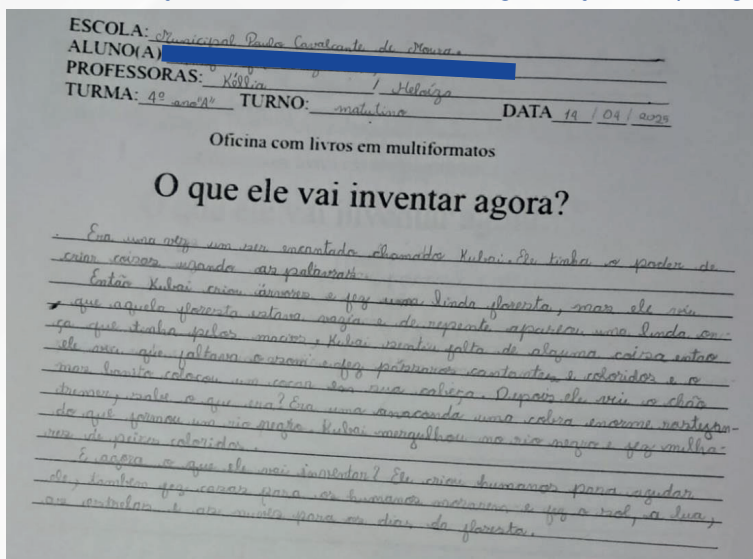 ESCOLA: Municipal Paulo Cavalcante de Moura.
ALUNO(A)
PROFESSORAS: Kéllia / Heloíza
TURMA: 4º ano "A" TURNO: matutino DATA 14 / 04 / 2025
Oficina com livros em multiformatos
O que ele vai inventar agora?
Era uma vez um ser encantado chamado Kubai. Ele tinha o poder de
criar coisas usando as palavras.
Então Kubai criou árvores e fez uma linda floresta, mas ele viu
que aquela floresta estava vazia e de repente apareceu uma linda on-
ça que tinha pelos macios, Kubai sentiu falta de alguma coisa então
ele viu que faltava o som e fez pássaros cantantes e coloridos e o
mas bonito colocou um cocar em sua cabeça. Depois ele viu o chão
tremer, sabe o que era? Era uma anaconda uma cobra enorme rastejan-
do que formou um rio negro. Kubai mergulhou no rio negro e fez milha-
res de peixes coloridos.
E agora o que ele vai inventar? Ele criou humanos para ajudar
ele, tambem fez casas para os humanos morarem e fez o sol, a lua,
as estrelas e as nuvens para os dias da floresta.